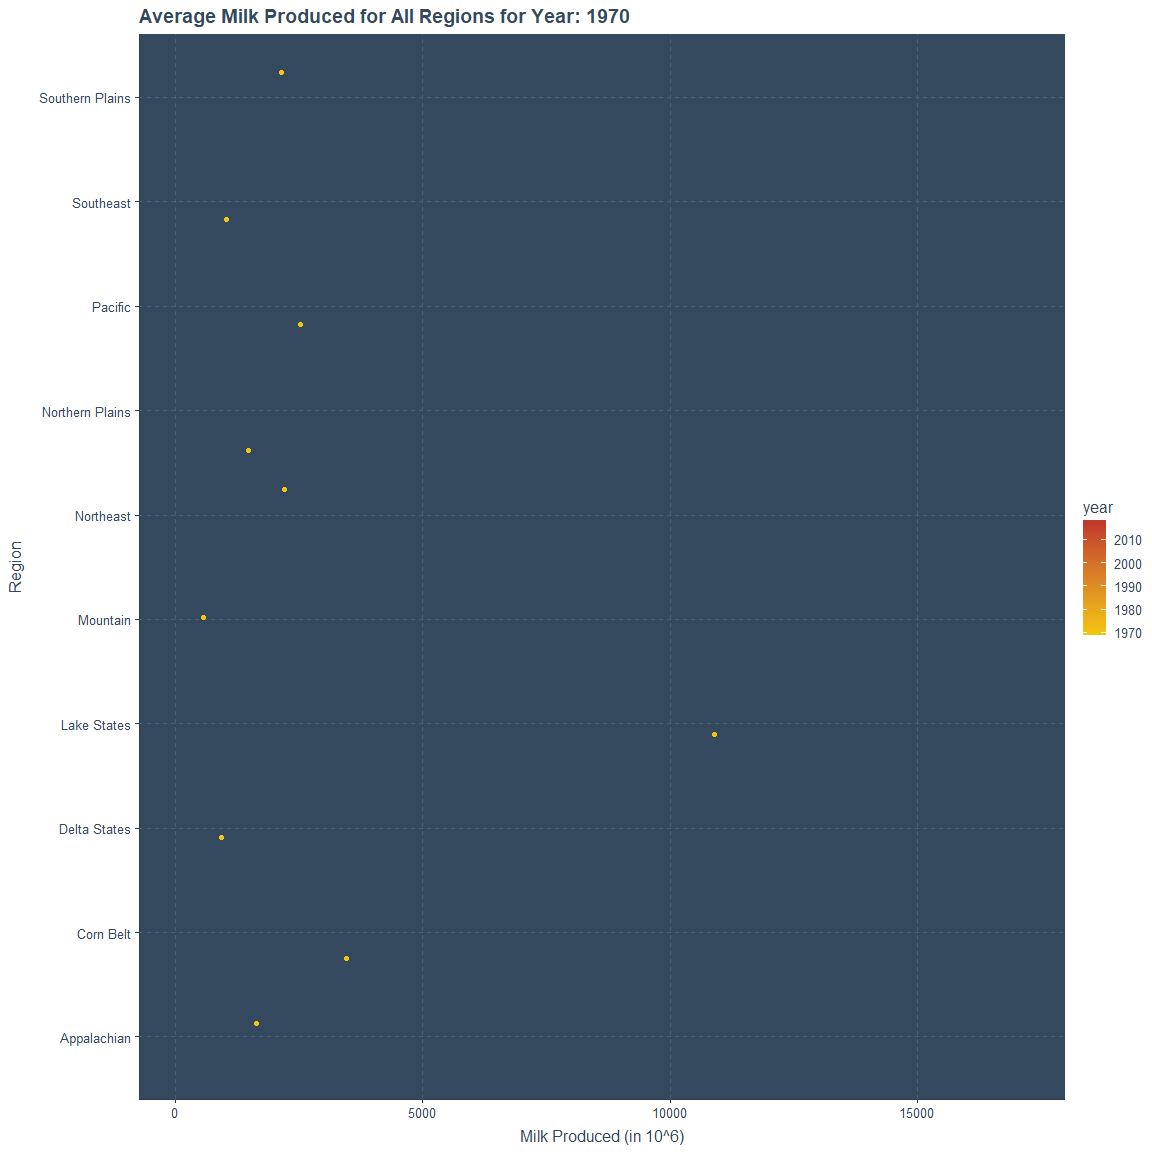 Average Milk Produced for All Regions for Year: 1970
Southern Plains
Southeast
Pacific
Northern Plains
Northeast
Mountain
Lake States
Delta States
Corn Belt
Appalachian
Region
0 5000 10000 15000
Milk Produced (in 10^6)
year
2010
2000
1990
1980
1970